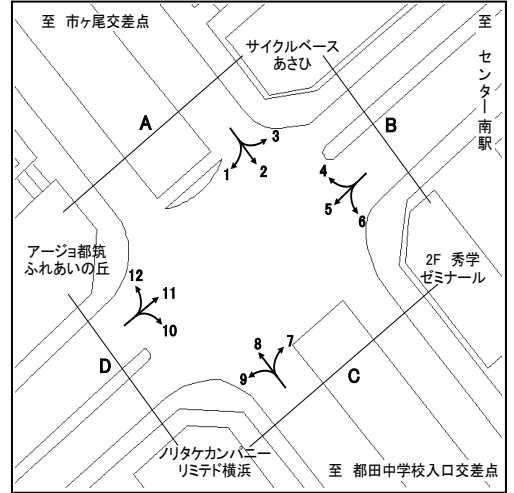 至 市ヶ尾交差点
サイクルベース
あさひ
至 センター南駅
A
B
3
1
2
4
5
6
アージョ都筑
ふれあいの丘
2F 秀学
ゼミナール
12
11
10
8
7
9
D
C
ノリタケカンパニー
リミテド横浜
至 都田中学校入口交差点